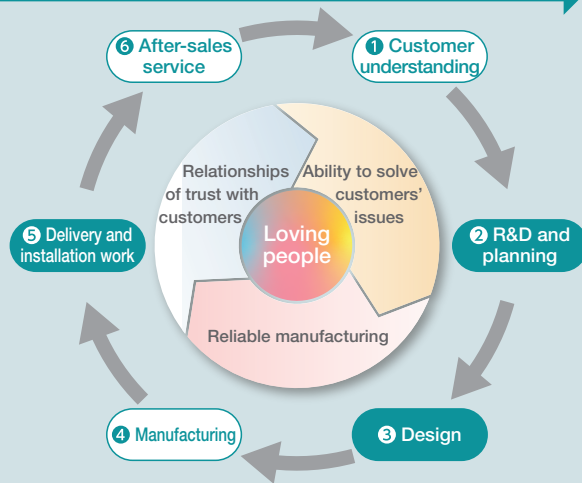 ❶ Customer
understanding
❷ R&D and
planning
❸ Design
❹ Manufacturing
❺ Delivery and
installation work
❻ After-sales
service
Relationships
of trust with
customers
Ability to solve
customers’
issues
Loving
people
Reliable manufacturing